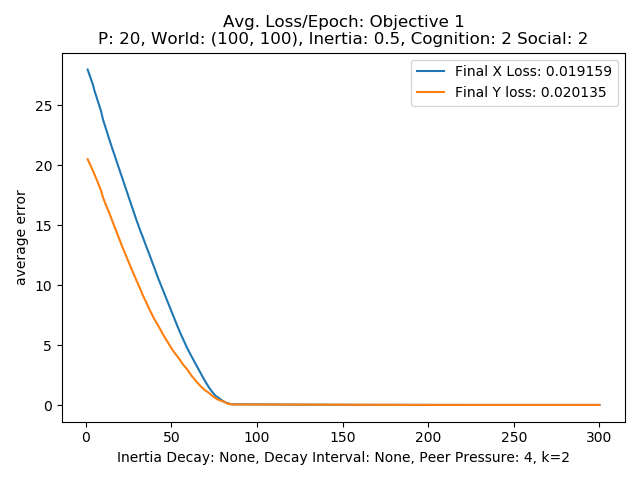 Avg. Loss/Epoch: Objective 1
P: 20, World: (100, 100), Inertia: 0.5, Cognition: 2 Social: 2
Final X Loss: 0.019159
Final Y loss: 0.020135
average error
25
20
15
10
5
0
0 50 100 150 200 250 300
Inertia Decay: None, Decay Interval: None, Peer Pressure: 4, k=2